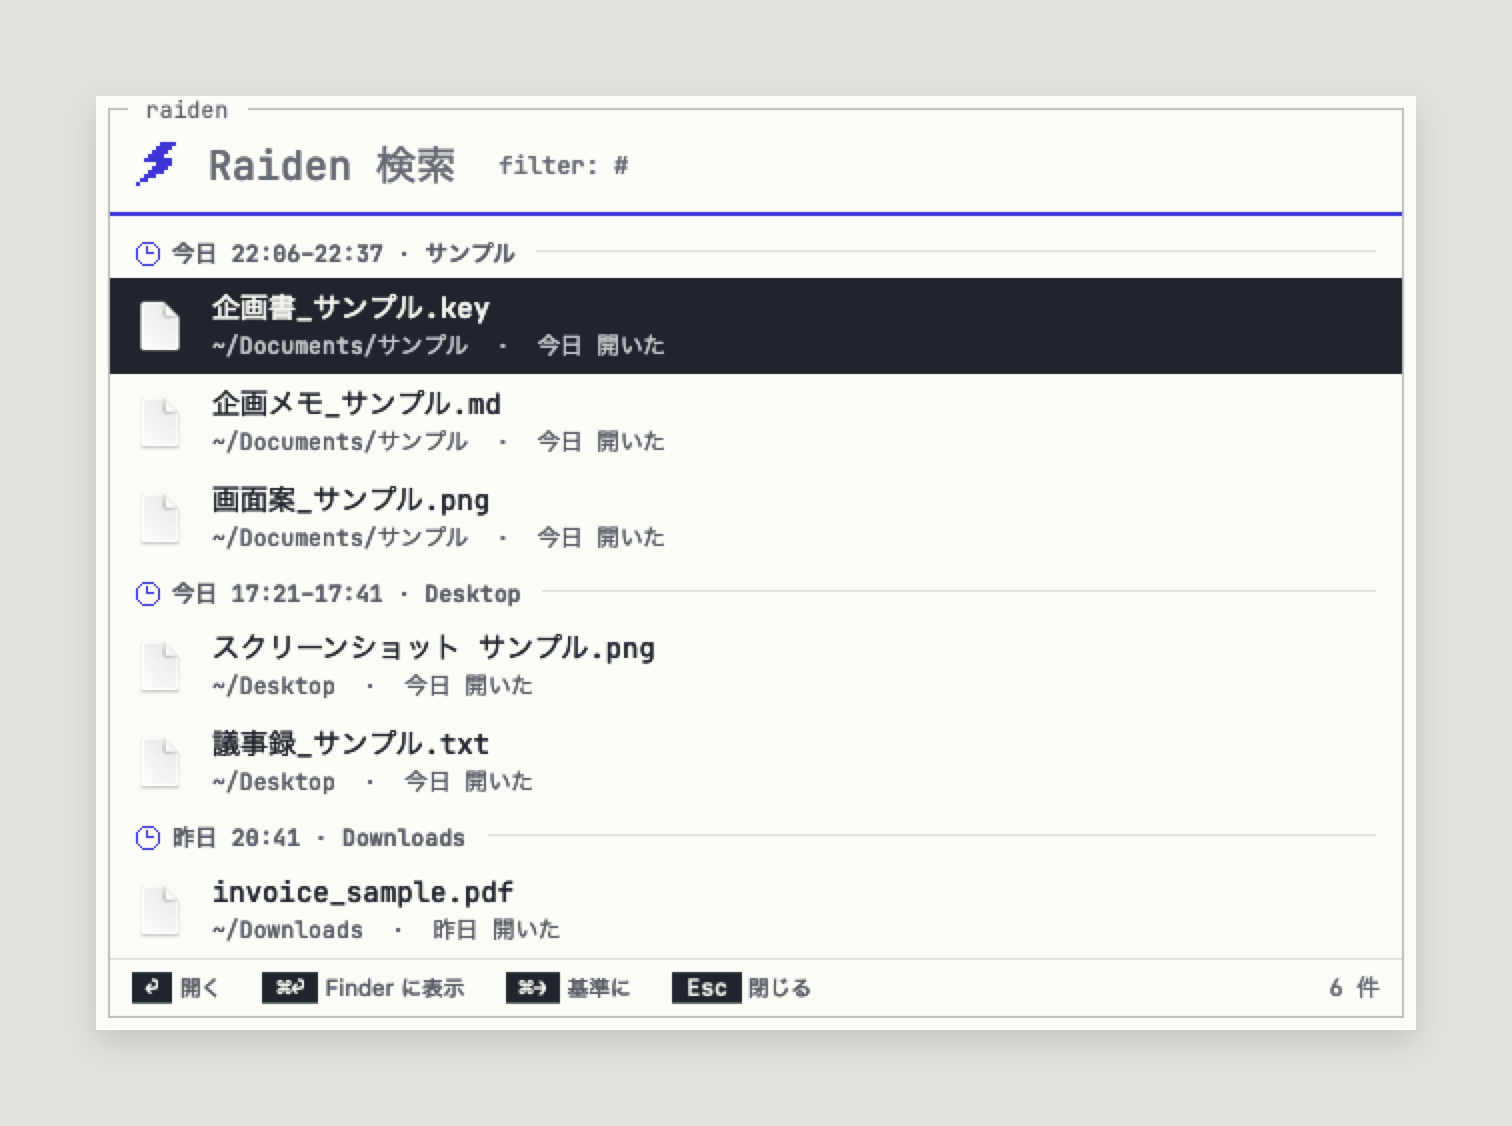 raiden
Raiden 検索 filter: #
今日 22:06–22:37 · サンプル
企画書_サンプル.key
~/Documents/サンプル · 今日 開いた
企画メモ_サンプル.md
~/Documents/サンプル · 今日 開いた
画面案_サンプル.png
~/Documents/サンプル · 今日 開いた
今日 17:21–17:41 · Desktop
スクリーンショット サンプル.png
~/Desktop · 今日 開いた
議事録_サンプル.txt
~/Desktop · 今日 開いた
昨日 20:41 · Downloads
invoice_sample.pdf
~/Downloads · 昨日 開いた
⏎ 開く ⌘⏎ Finder に表示 ⌘→ 基準に Esc 閉じる 6 件